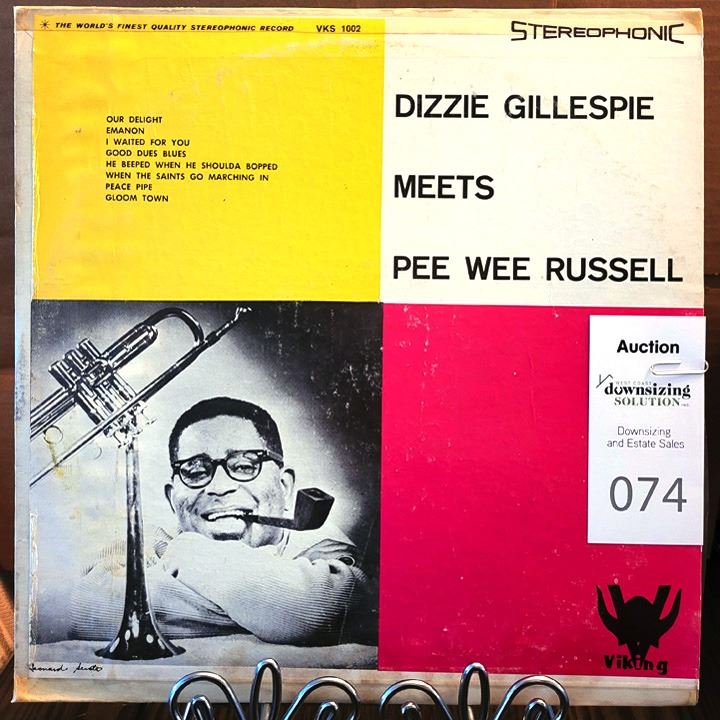 ✳ THE WORLD'S FINEST QUALITY STEREOPHONIC RECORD VKS 1002
STEREOPHONIC
OUR DELIGHT
EMANON
I WAITED FOR YOU
GOOD DUES BLUES
HE BEEPED WHEN HE SHOULDA BOPPED
WHEN THE SAINTS GO MARCHING IN
PEACE PIPE
GLOOM TOWN
DIZZIE GILLESPIE
MEETS
PEE WEE RUSSELL
Auction
WEST COAST
downsizing
SOLUTION
Downsizing
and Estate Sales
074
Viking